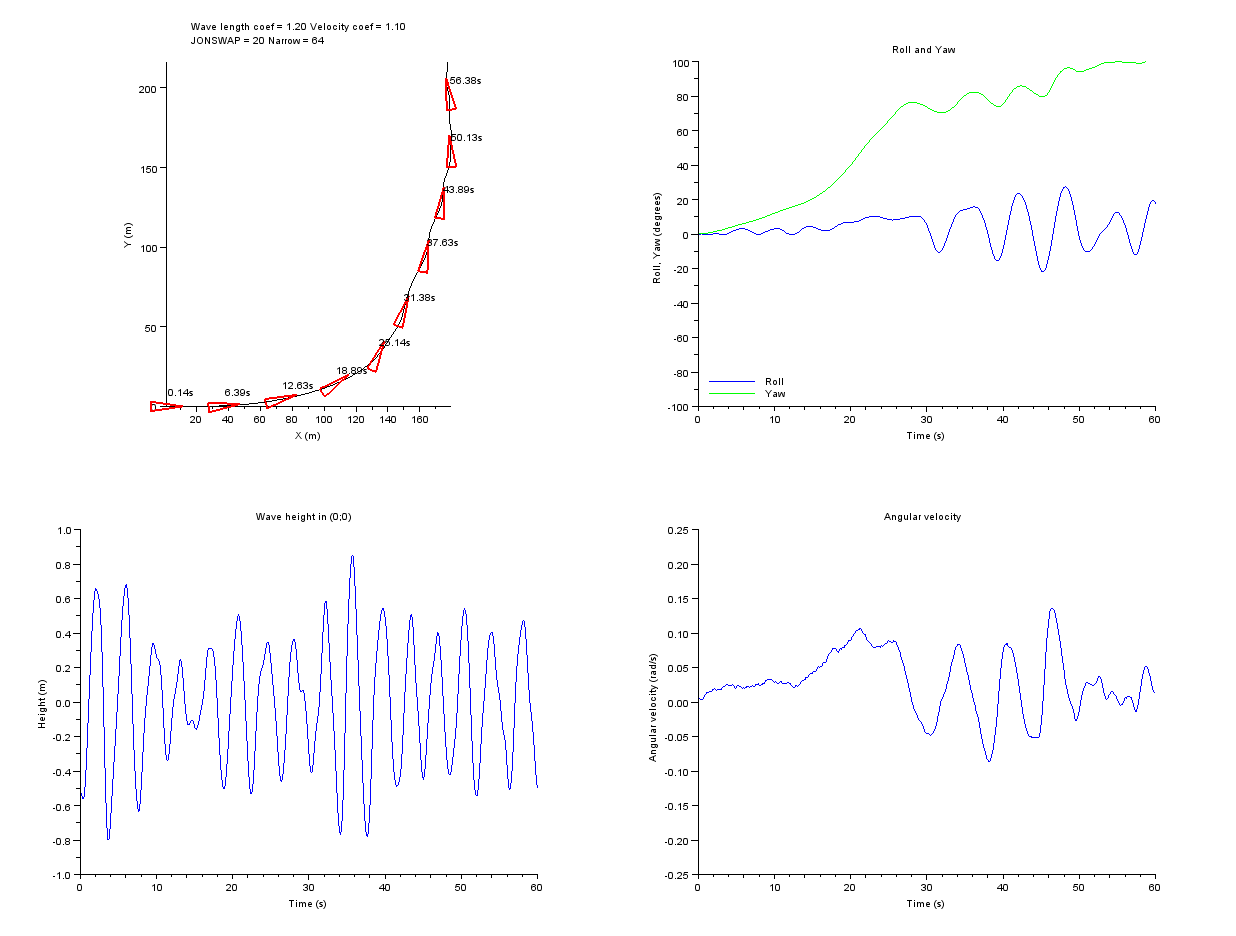 Wave length coef = 1.20 Velocity coef = 1.10
JONSWAP = 20 Narrow = 64
200
150
100
50
0
Y (m)
56.38s
50.13s
43.89s
37.63s
31.38s
25.14s
18.89s
12.63s
6.39s
0.14s
20 40 60 80 100 120 140 160
X (m)
Roll and Yaw
100
80
60
40
20
0
-20
-40
-60
-80
-100
Roll, Yaw (degrees)
Roll
Yaw
0 10 20 30 40 50 60
Time (s)
Wave height in (0;0)
1.0
0.8
0.6
0.4
0.2
0.0
-0.2
-0.4
-0.6
-0.8
-1.0
Height (m)
0 10 20 30 40 50 60
Time (s)
Angular velocity
0.25
0.20
0.15
0.10
0.05
0.00
-0.05
-0.10
-0.15
-0.20
-0.25
Angular velocity (rad/s)
0 10 20 30 40 50 60
Time (s)